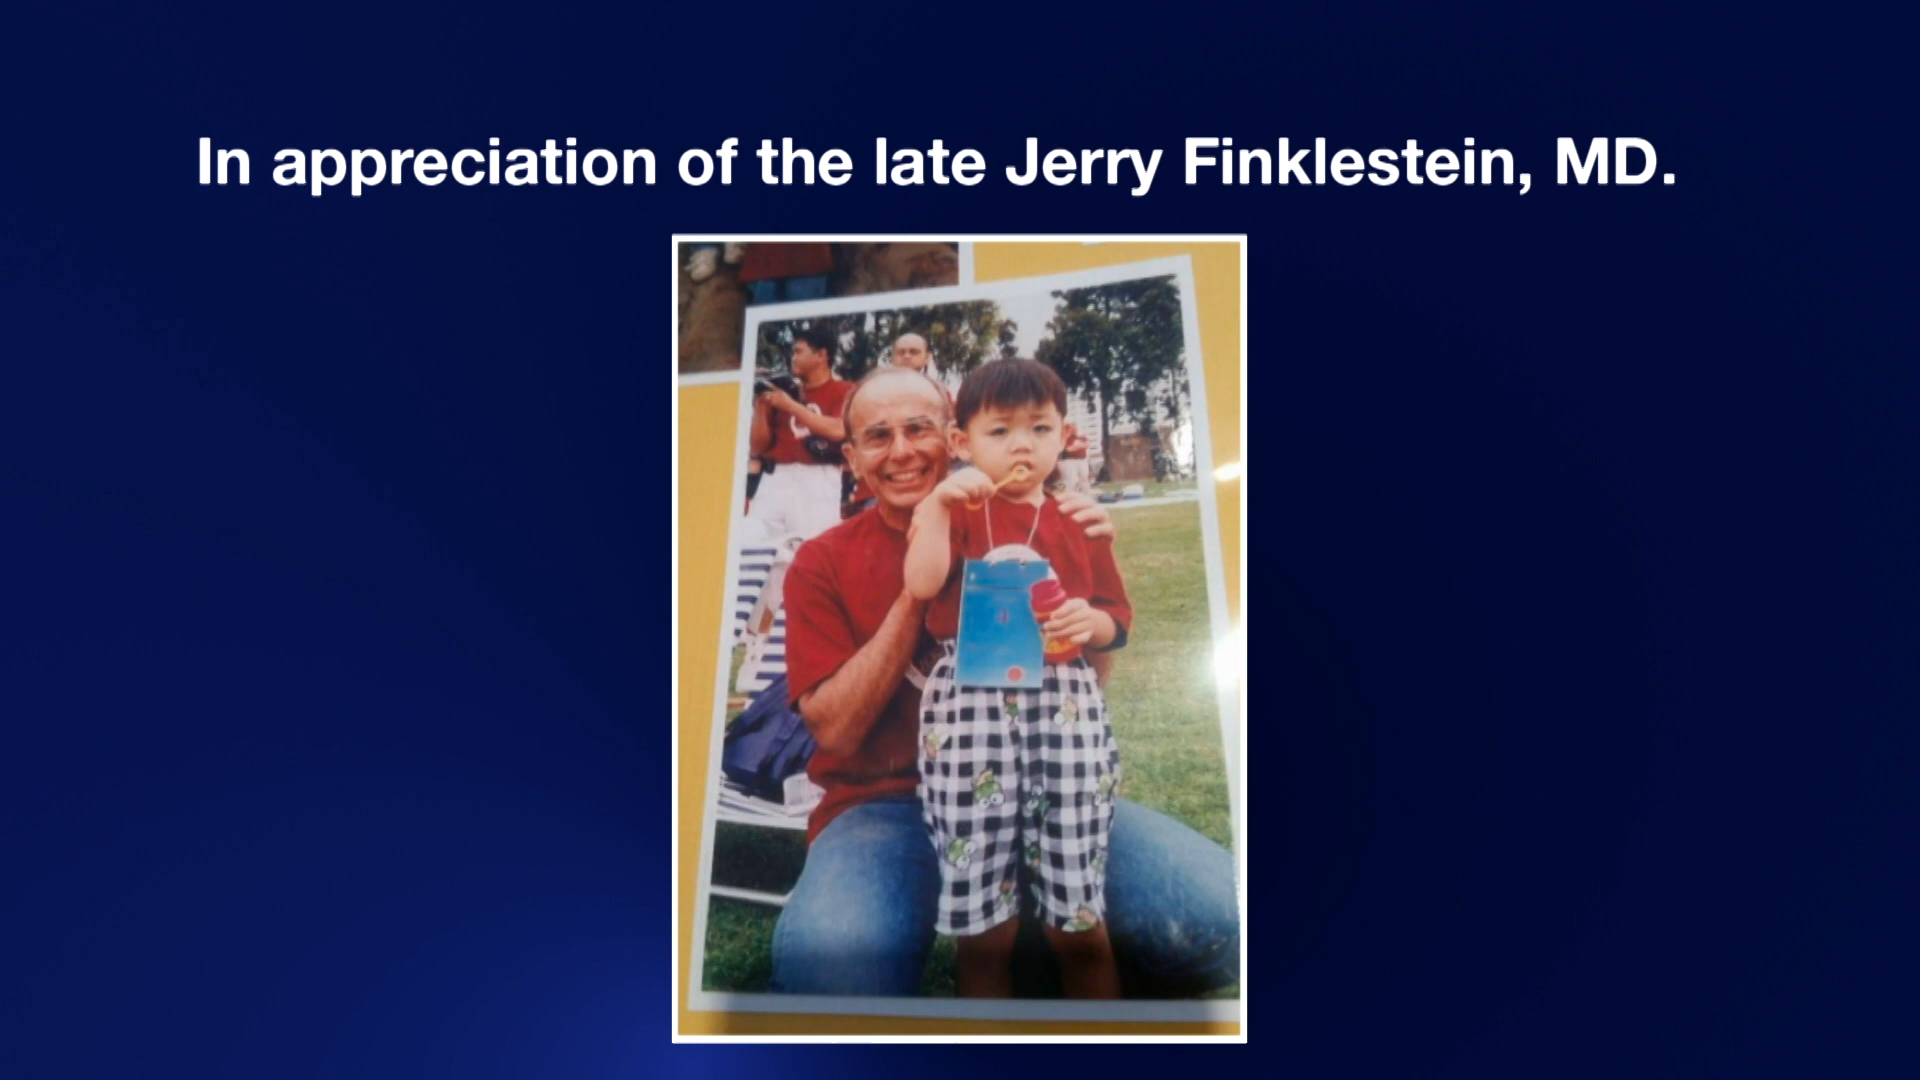 In appreciation of the late Jerry Finklestein, MD.